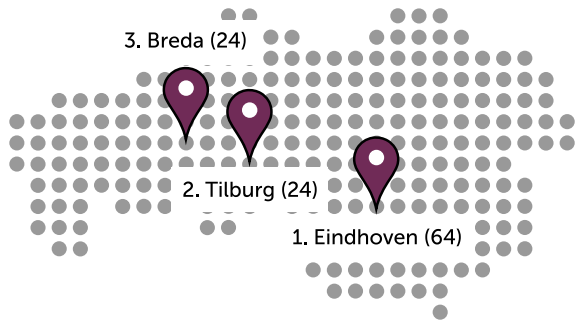 3. Breda (24)
2. Tilburg (24)
1. Eindhoven (64)